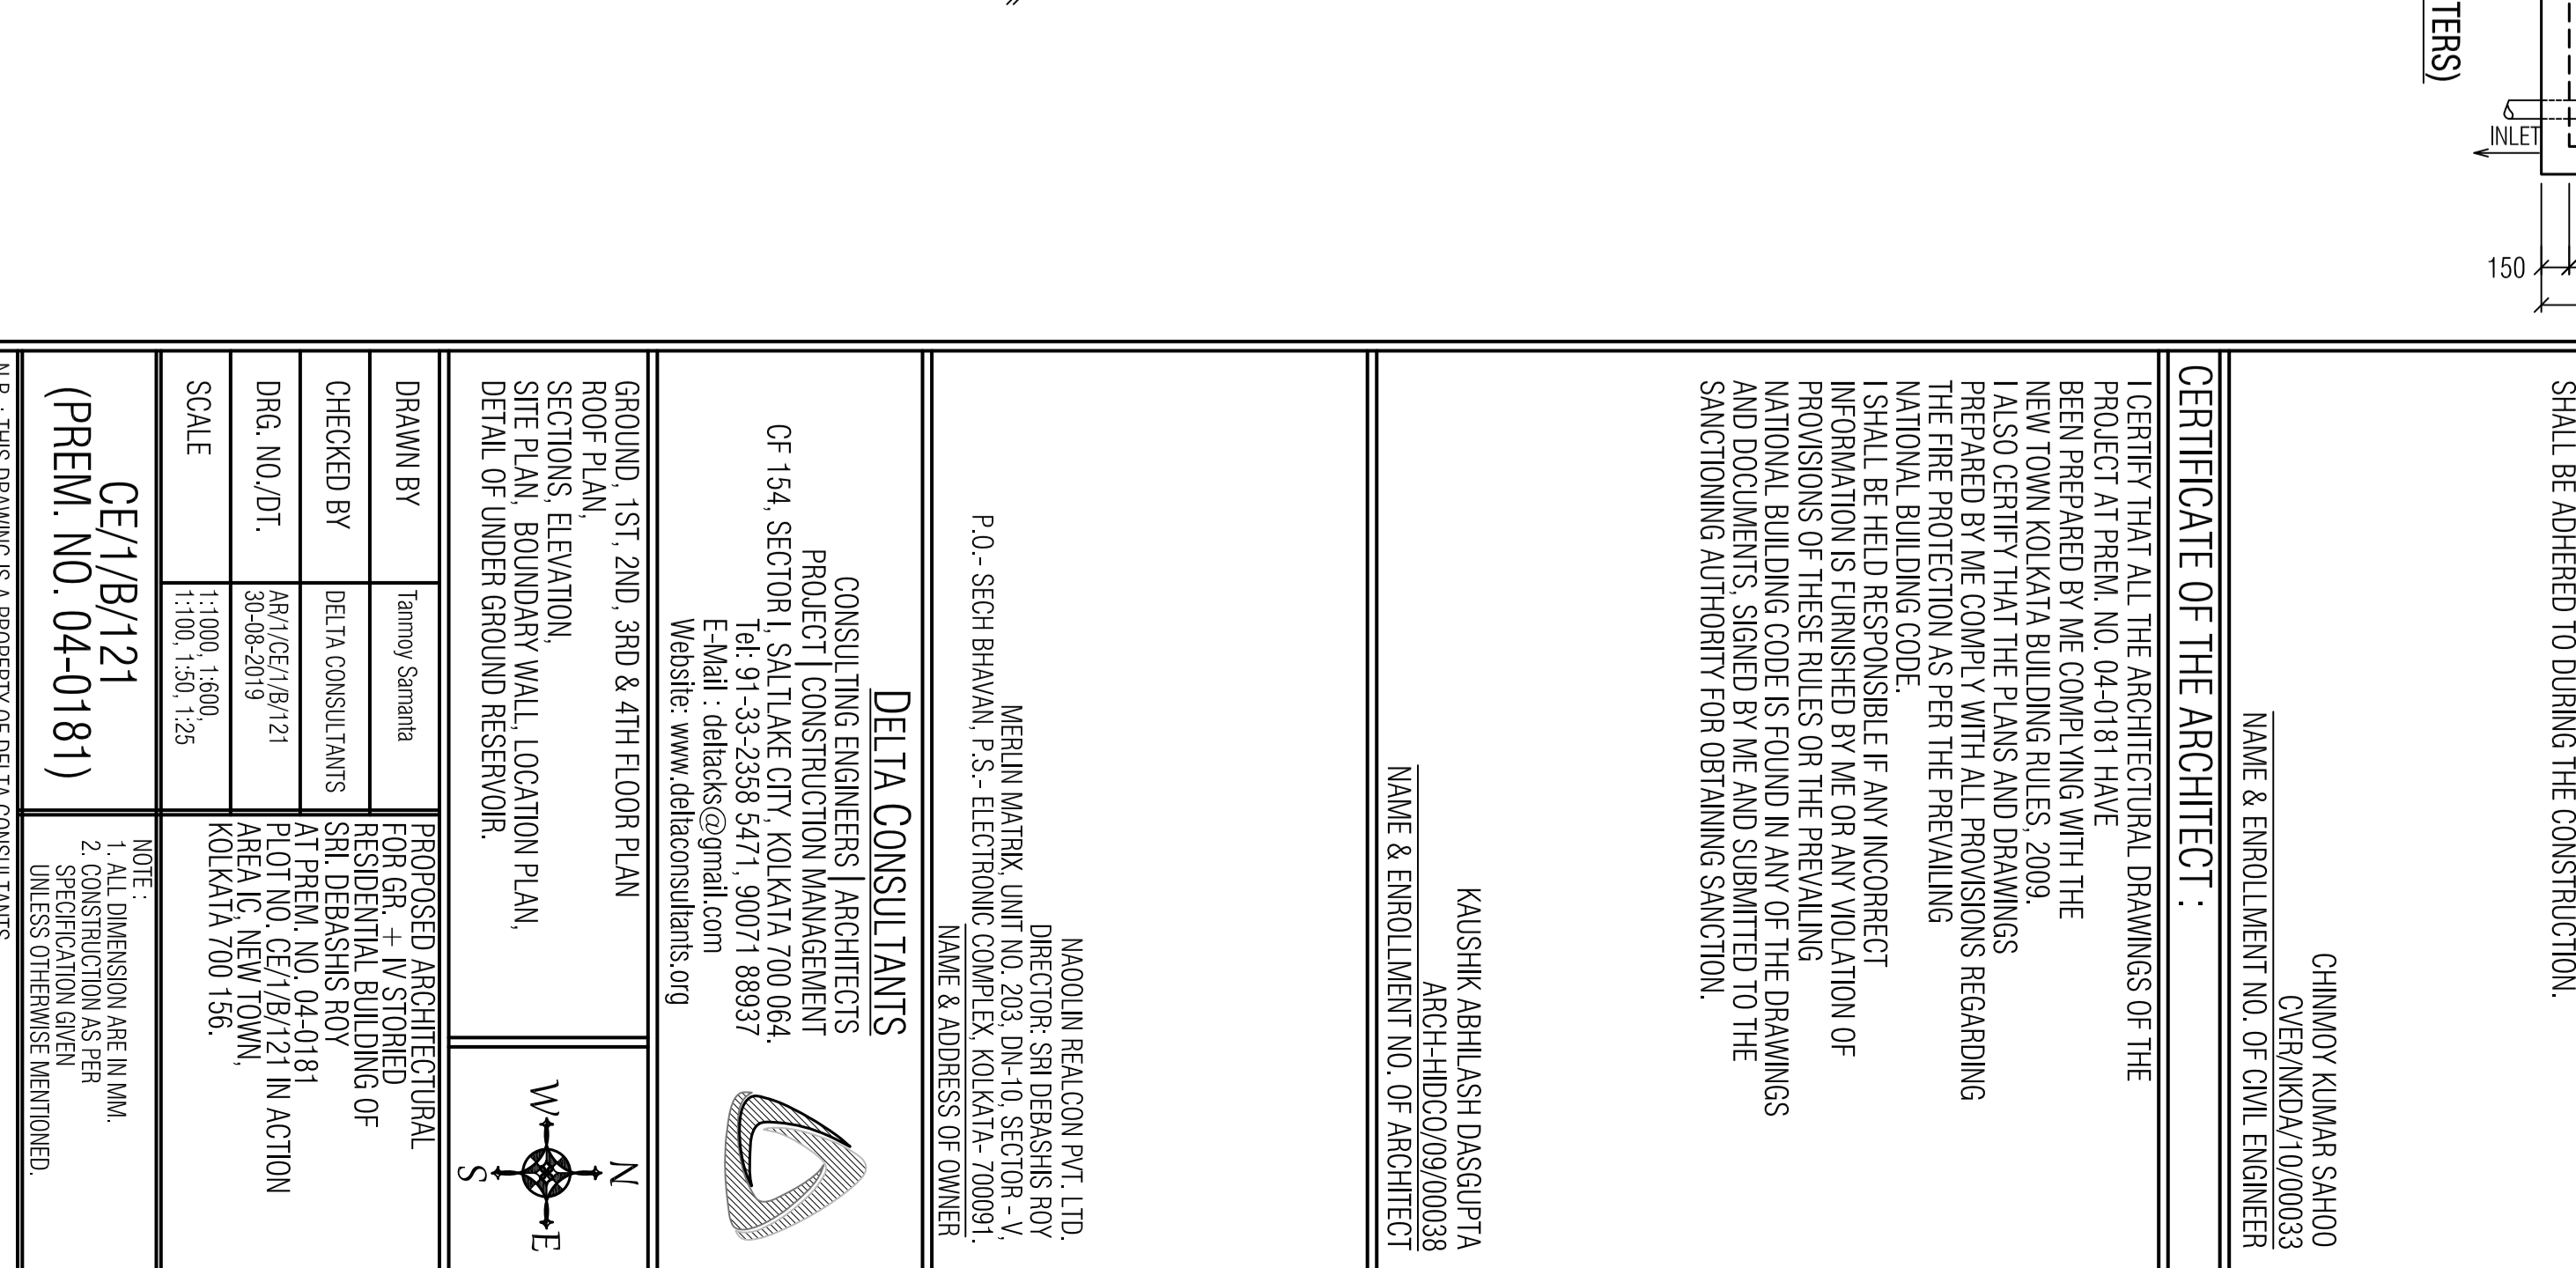 TERS)
INLET
150
SHALL BE ADHERED TO DURING THE CONSTRUCTION.
CHINMOY KUMAR SAHOO
CVER/NKDA/10/00033
NAME & ENROLLMENT NO. OF CIVIL ENGINEER
CERTIFICATE OF THE ARCHITECT :
I CERTIFY THAT ALL THE ARCHITECTURAL DRAWINGS OF THE
PROJECT AT PREM. NO. 04-0181 HAVE
BEEN PREPARED BY ME COMPLYING WITH THE
NEW TOWN KOLKATA BUILDING RULES, 2009.
I ALSO CERTIFY THAT THE PLANS AND DRAWINGS
PREPARED BY ME COMPLY WITH ALL PROVISIONS REGARDING
THE FIRE PROTECTION AS PER THE PREVAILING
NATIONAL BUILDING CODE.
I SHALL BE HELD RESPONSIBLE IF ANY INCORRECT
INFORMATION IS FURNISHED BY ME OR ANY VIOLATION OF
PROVISIONS OF THESE RULES OR THE PREVAILING
NATIONAL BUILDING CODE IS FOUND IN ANY OF THE DRAWINGS
AND DOCUMENTS, SIGNED BY ME AND SUBMITTED TO THE
SANCTIONING AUTHORITY FOR OBTAINING SANCTION.
KAUSHIK ABHILASH DASGUPTA
ARCH-HIDCO/09/00038
NAME & ENROLLMENT NO. OF ARCHITECT
NAOOLIN REALCON PVT. LTD.
DIRECTOR: SRI DEBASHIS ROY
MERLIN MATRIX, UNIT NO. 203, DN-10, SECTOR - V,
P.O.- SECH BHAVAN, P.S.- ELECTRONIC COMPLEX, KOLKATA- 700091.
NAME & ADDRESS OF OWNER
DELTA CONSULTANTS
CONSULTING ENGINEERS | ARCHITECTS
PROJECT | CONSTRUCTION MANAGEMENT
CF 154, SECTOR I, SALTLAKE CITY, KOLKATA 700 064.
Tel: 91-33-2358 5471, 90071 88937
E-Mail : deltacks@gmail.com
Website: www.deltaconsultants.org
GROUND, 1ST, 2ND, 3RD & 4TH FLOOR PLAN
ROOF PLAN,
SECTIONS, ELEVATION,
SITE PLAN, BOUNDARY WALL, LOCATION PLAN,
DETAIL OF UNDER GROUND RESERVOIR.
N
W E
S
DRAWN BY Tanmoy Samanta
CHECKED BY DELTA CONSULTANTS
DRG. NO./DT. AR/1/CE/1/B/121
30-08-2019
SCALE 1:1000, 1:600,
1:100, 1:50, 1:25
PROPOSED ARCHITECTURAL
FOR GR. + IV STORIED
RESIDENTIAL BUILDING OF
SRI. DEBASHIS ROY
AT PREM. NO. 04-0181
PLOT NO. CE/1/B/121 IN ACTION
AREA IC, NEW TOWN,
KOLKATA 700 156.
CE/1/B/121
(PREM. NO. 04-0181)
NOTE :
1. ALL DIMENSION ARE IN MM.
2. CONSTRUCTION AS PER
SPECIFICATION GIVEN
UNLESS OTHERWISE MENTIONED.
N.B. : THIS DRAWING IS A PROPERTY OF DELTA CONSULTANTS